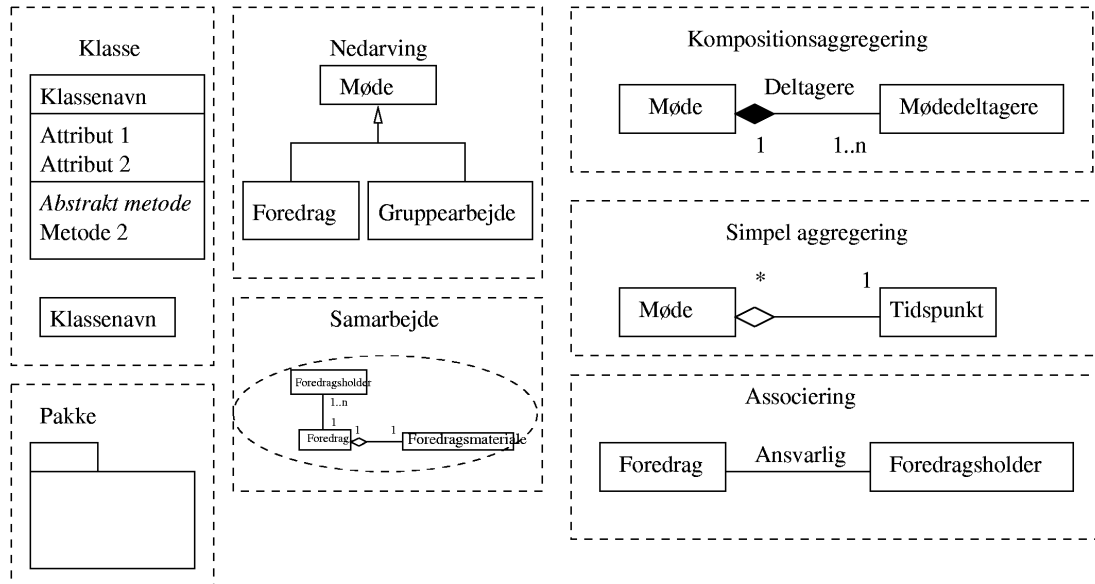 Klasse
Klassenavn
Attribut 1
Attribut 2
Abstrakt metode
Metode 2
Klassenavn
Pakke
Nedarving
Møde
Foredrag
Gruppearbejde
Samarbejde
Foredragsholder
1..n
1
Foredrag
1
1
Foredragsmateriale
Kompositionsaggregering
Møde
Deltagere
Mødedeltagere
1
1..n
Simpel aggregering
*
1
Møde
Tidspunkt
Associering
Foredrag
Ansvarlig
Foredragsholder